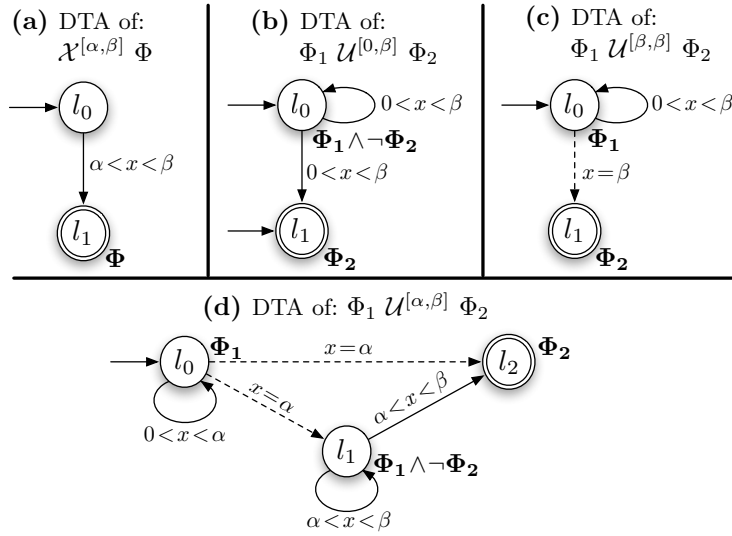 (a) DTA of:
𝒳^[α,β] Φ
l₀
α<x<β
l₁
Φ
(b) DTA of:
Φ₁ 𝒰^[0,β] Φ₂
l₀
0<x<β
Φ₁∧¬Φ₂
0<x<β
l₁
Φ₂
(c) DTA of:
Φ₁ 𝒰^[β,β] Φ₂
l₀
0<x<β
Φ₁
x=β
l₁
Φ₂
(d) DTA of: Φ₁ 𝒰^[α,β] Φ₂
l₀
Φ₁
x=α
l₂
Φ₂
x=α
α<x<β
0<x<α
l₁
Φ₁∧¬Φ₂
α<x<β